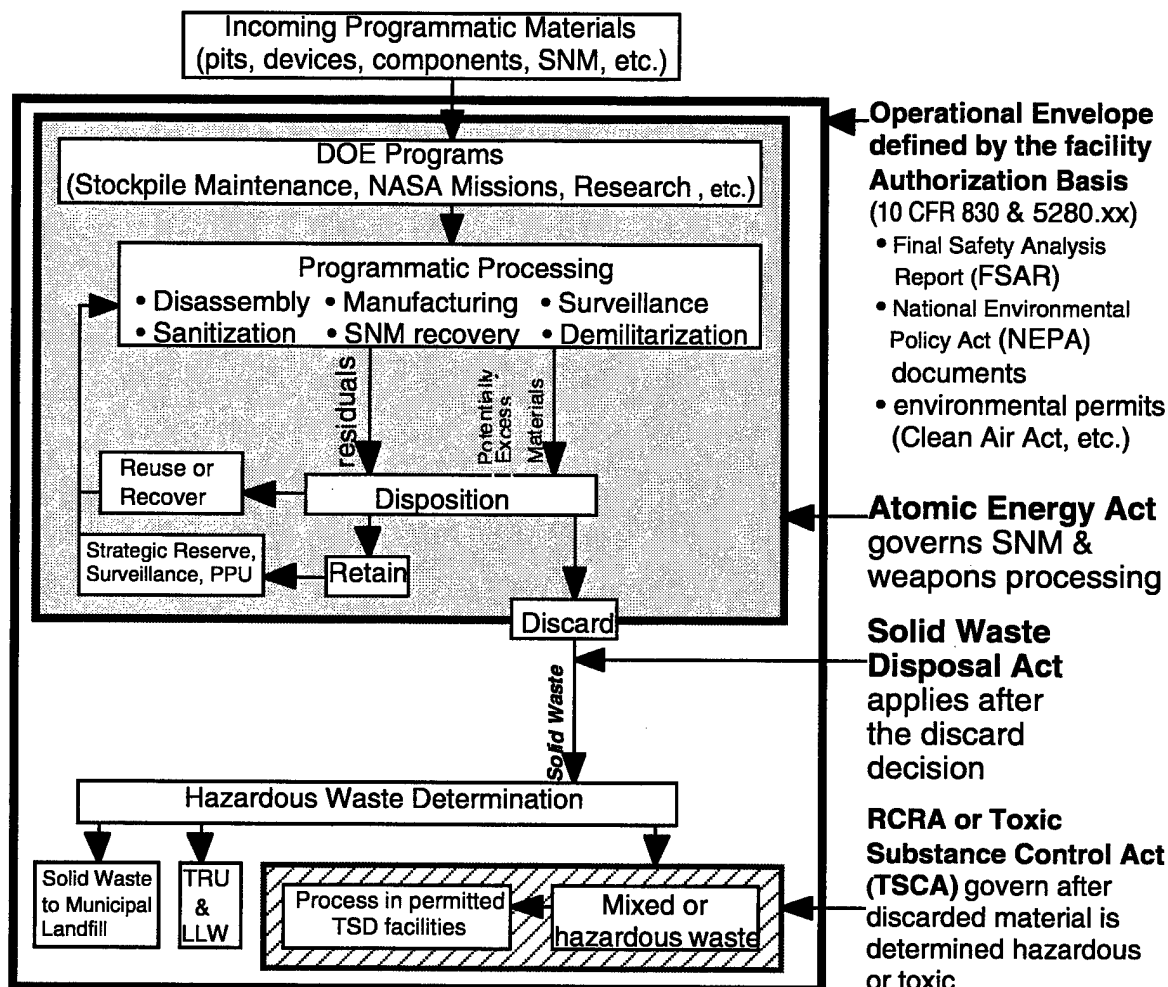 Incoming Programmatic Materials
(pits, devices, components, SNM, etc.)
DOE Programs
(Stockpile Maintenance, NASA Missions, Research , etc.)
Programmatic Processing
• Disassembly • Manufacturing • Surveillance
• Sanitization • SNM recovery • Demilitarization
residuals
Potentially
Excess
Materials
Reuse or
Recover
Disposition
Strategic Reserve,
Surveillance, PPU
Retain
Discard
Solid Waste
Hazardous Waste Determination
Solid Waste
to Municipal
Landfill
TRU
&
LLW
Process in permitted
TSD facilities
Mixed or
hazardous waste
Operational Envelope
defined by the facility
Authorization Basis
(10 CFR 830 & 5280.xx)
• Final Safety Analysis
Report (FSAR)
• National Environmental
Policy Act (NEPA)
documents
• environmental permits
(Clean Air Act, etc.)
Atomic Energy Act
governs SNM &
weapons processing
Solid Waste
Disposal Act
applies after
the discard
decision
RCRA or Toxic
Substance Control Act
(TSCA) govern after
discarded material is
determined hazardous
or toxic